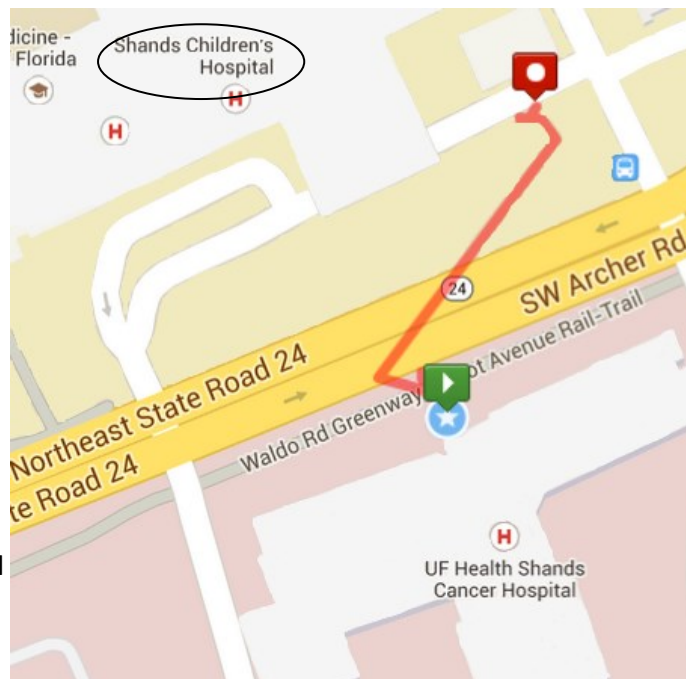 dicine -
Florida
Shands Children's
Hospital
H
H
24
SW Archer Rd
Northeast State Road 24
te Road 24
Waldo Rd Greenway
ot Avenue Rail-Trail
H
UF Health Shands
Cancer Hospital